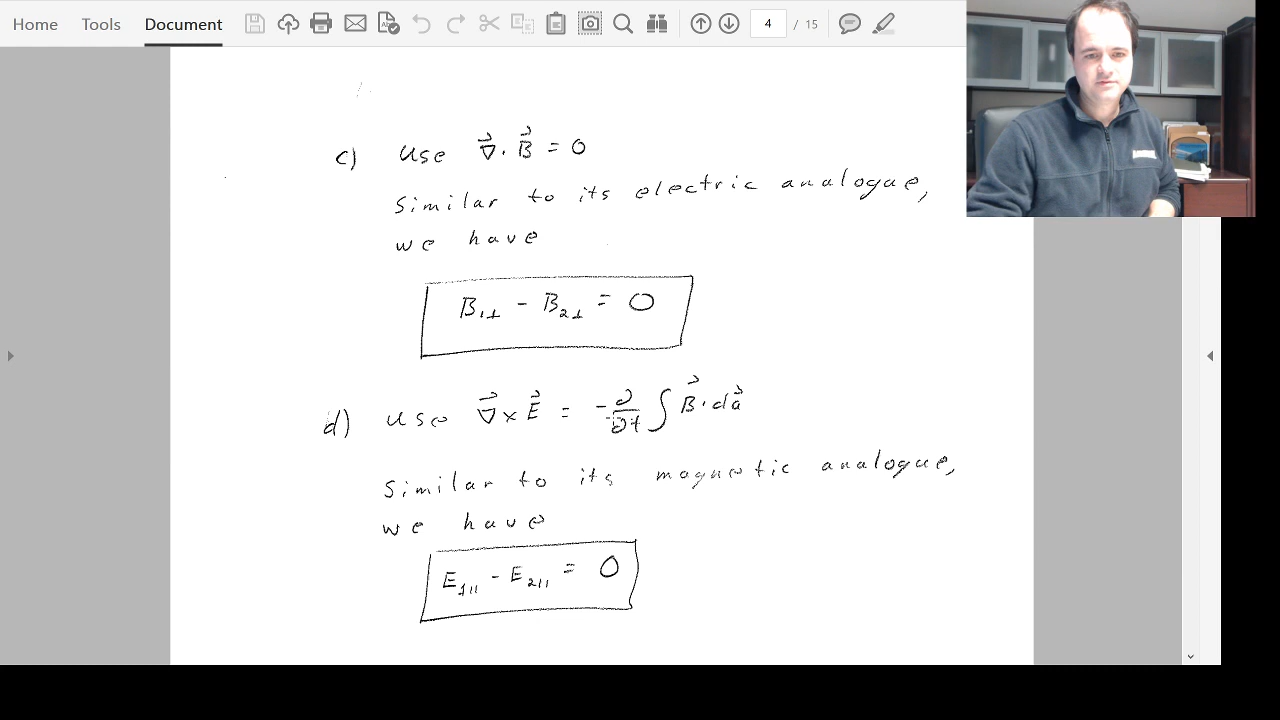 Home Tools Document 4 / 15
c) Use ∇⃗ · B⃗ = 0
Similar to its electric analogue,
we have
B₁⊥ - B₂⊥ = 0
d) Use ∇⃗ × E⃗ = -∂/∂t ∫ B⃗ · da⃗
Similar to its magnetic analogue,
we have
E₁∥ - E₂∥ = 0